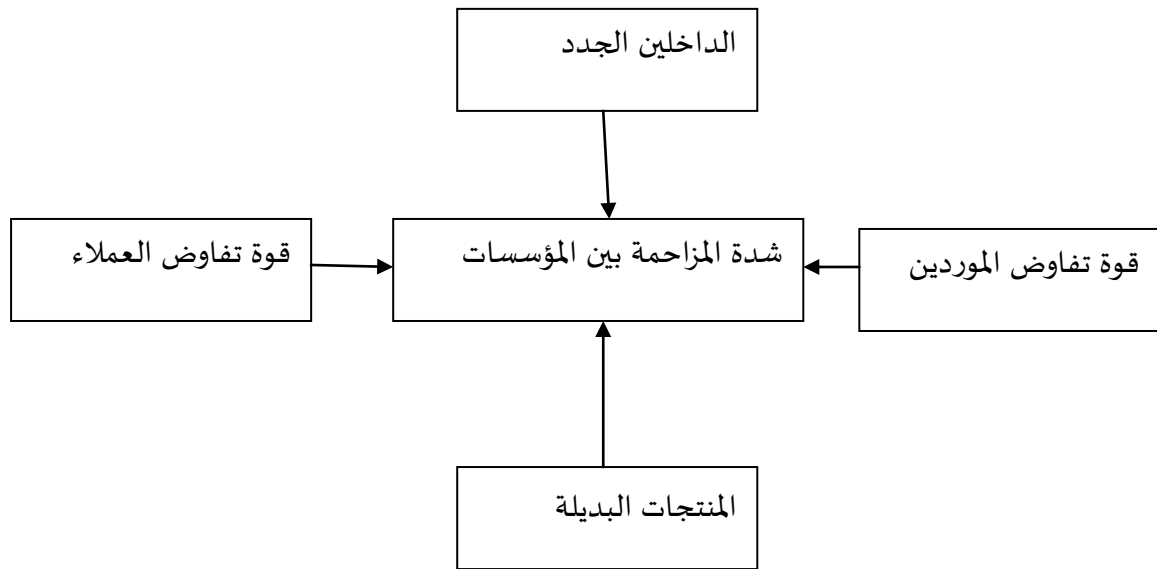 الداخلين الجدد
قوة تفاوض الموردين
شدة المزاحمة بين المؤسسات
قوة تفاوض العملاء
المنتجات البديلة